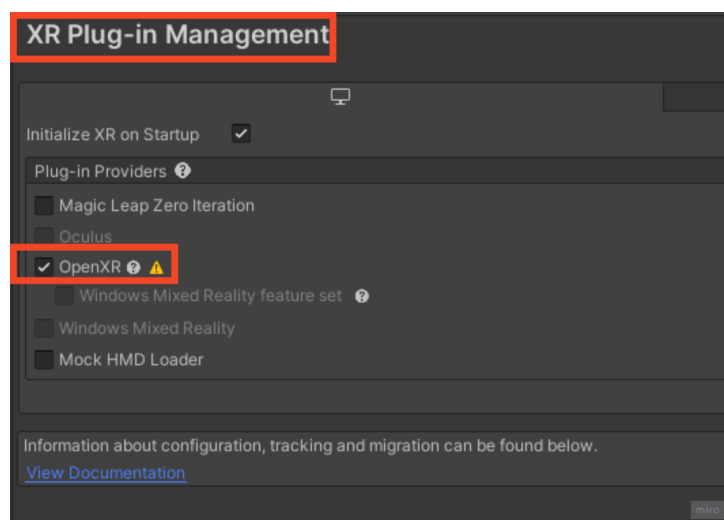 XR Plug-in Management
Initialize XR on Startup
Plug-in Providers
Magic Leap Zero Iteration
Oculus
OpenXR
Windows Mixed Reality feature set
Windows Mixed Reality
Mock HMD Loader
Information about configuration, tracking and migration can be found below.
View Documentation
miro